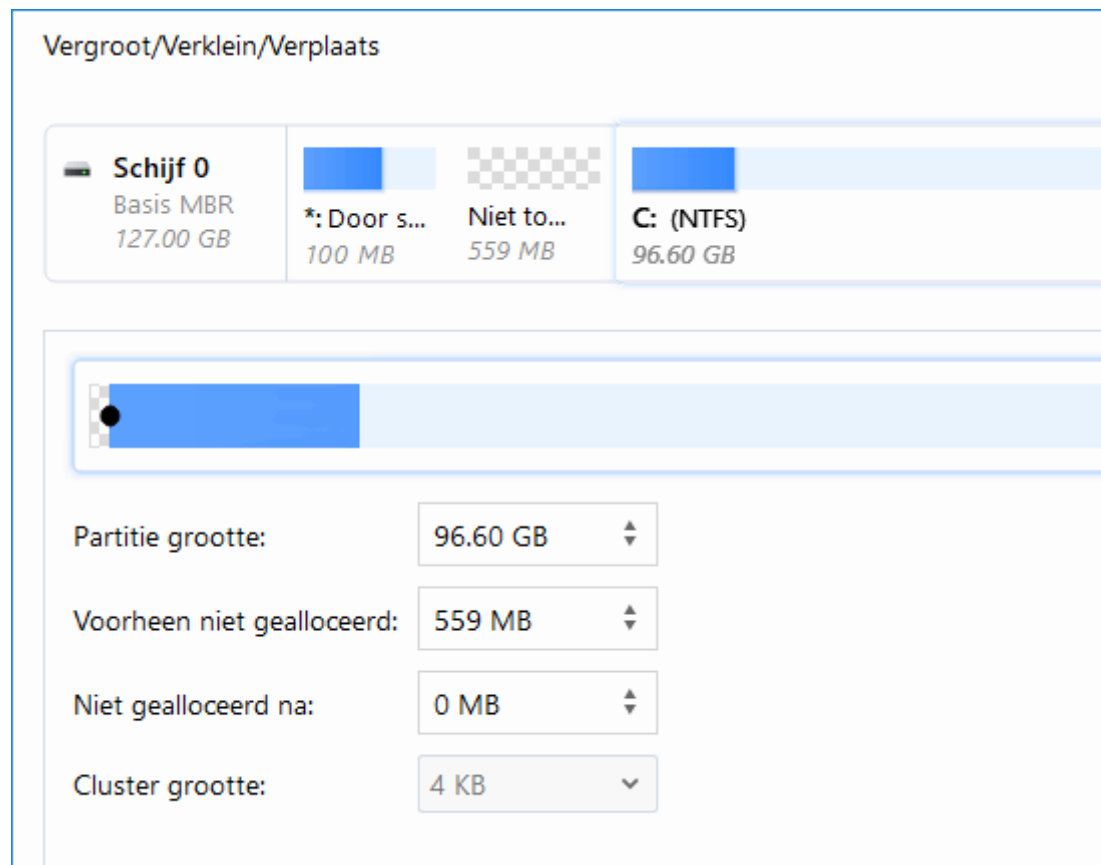 Vergroot/Verklein/Verplaats
Schijf 0
Basis MBR
127.00 GB
*: Door s...
100 MB
Niet to...
559 MB
C: (NTFS)
96.60 GB
Partitie grootte: 96.60 GB
Voorheen niet gealloceerd: 559 MB
Niet gealloceerd na: 0 MB
Cluster grootte: 4 KB